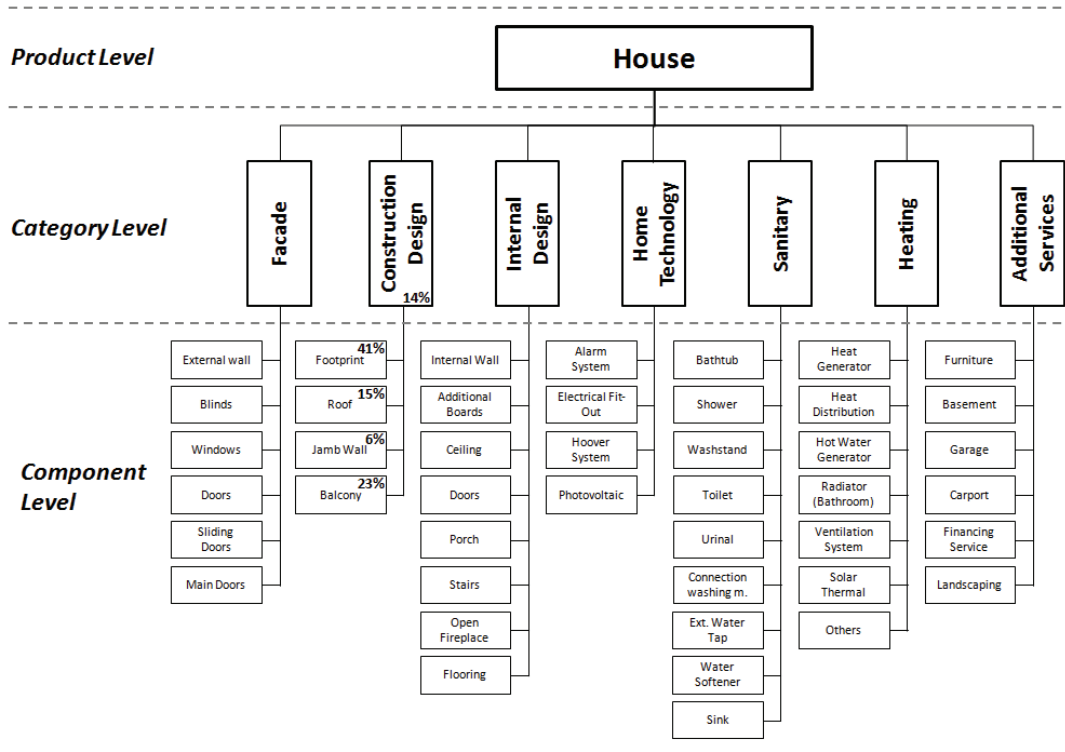 Product Level
House
Category Level
Facade
Construction
Design
14%
Internal
Design
Home
Technology
Sanitary
Heating
Additional
Services
Component
Level
External wall
Blinds
Windows
Doors
Sliding
Doors
Main Doors
41%
Footprint
15%
Roof
6%
Jamb Wall
23%
Balcony
Internal Wall
Additional
Boards
Ceiling
Doors
Porch
Stairs
Open
Fireplace
Flooring
Alarm
System
Electrical Fit-
Out
Hoover
System
Photovoltaic
Bathtub
Shower
Washstand
Toilet
Urinal
Connection
washing m.
Ext. Water
Tap
Water
Softener
Sink
Heat
Generator
Heat
Distribution
Hot Water
Generator
Radiator
(Bathroom)
Ventilation
System
Solar
Thermal
Others
Furniture
Basement
Garage
Carport
Financing
Service
Landscaping